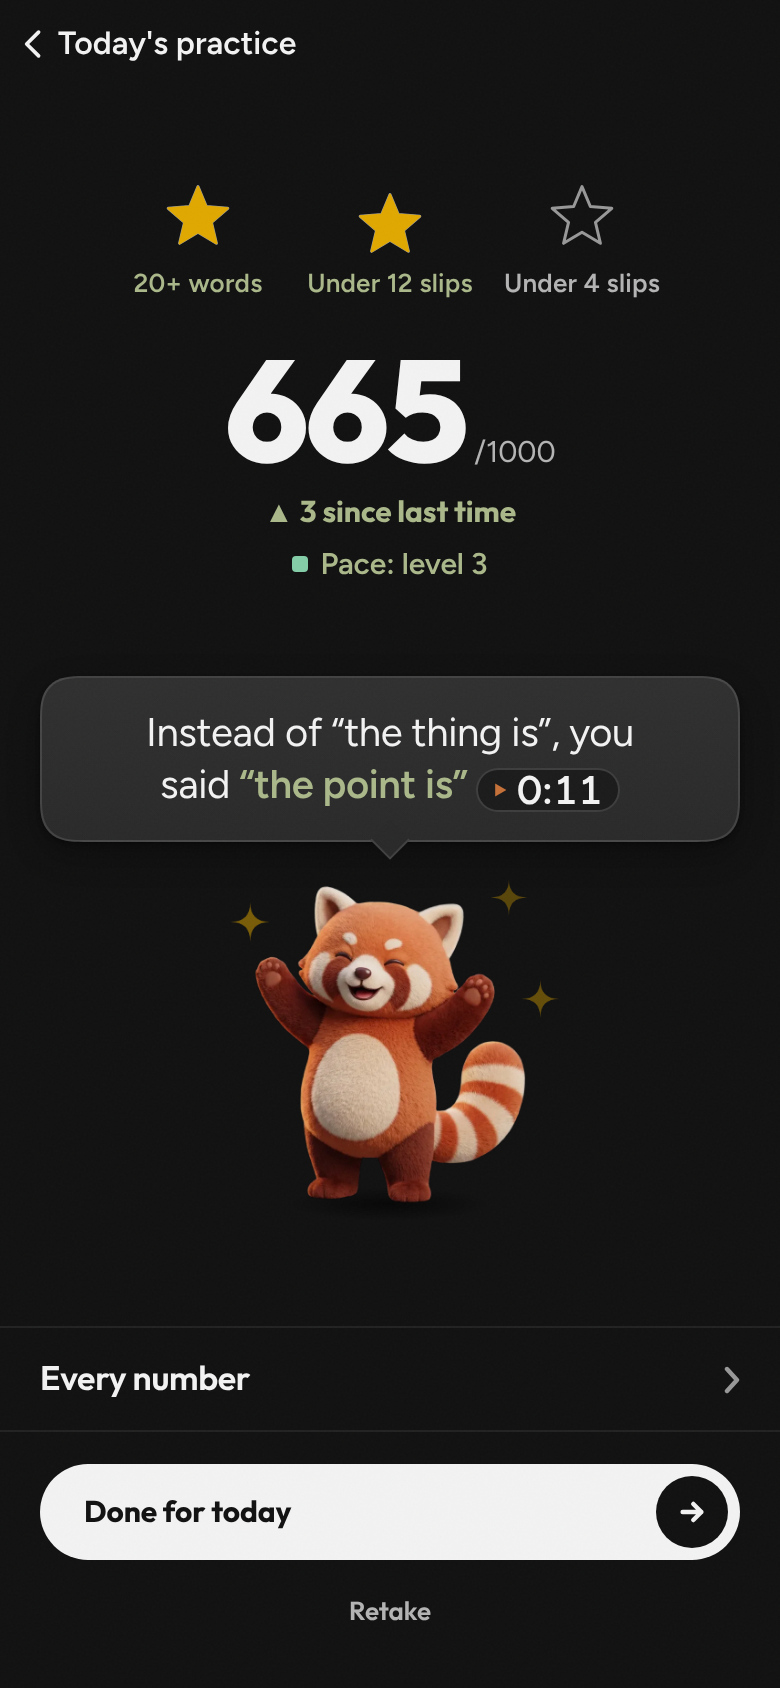 Today's practice
20+ words
Under 12 slips
Under 4 slips
665/1000
▲ 3 since last time
Pace: level 3
Instead of “the thing is”, you
said “the point is” 0:11
Every number
Done for today
Retake